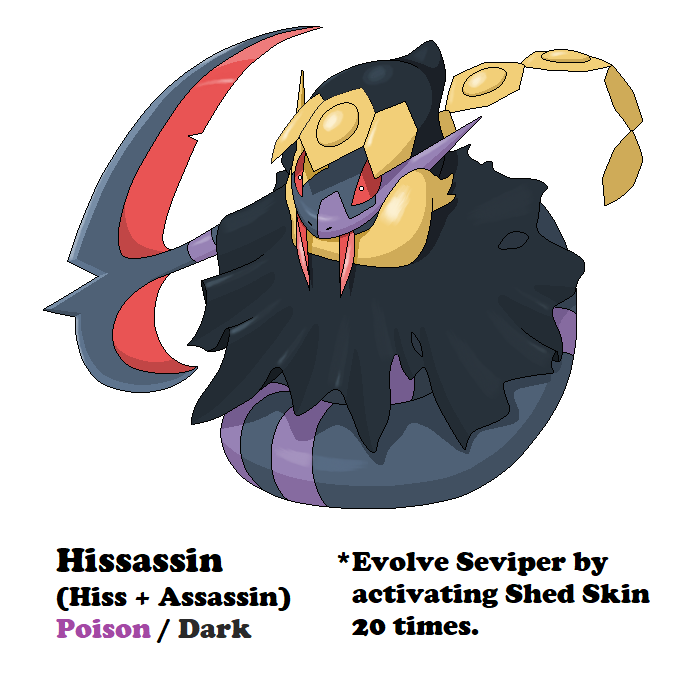 Hissassin
(Hiss + Assassin)
Poison / Dark
*Evolve Seviper by
activating Shed Skin
20 times.